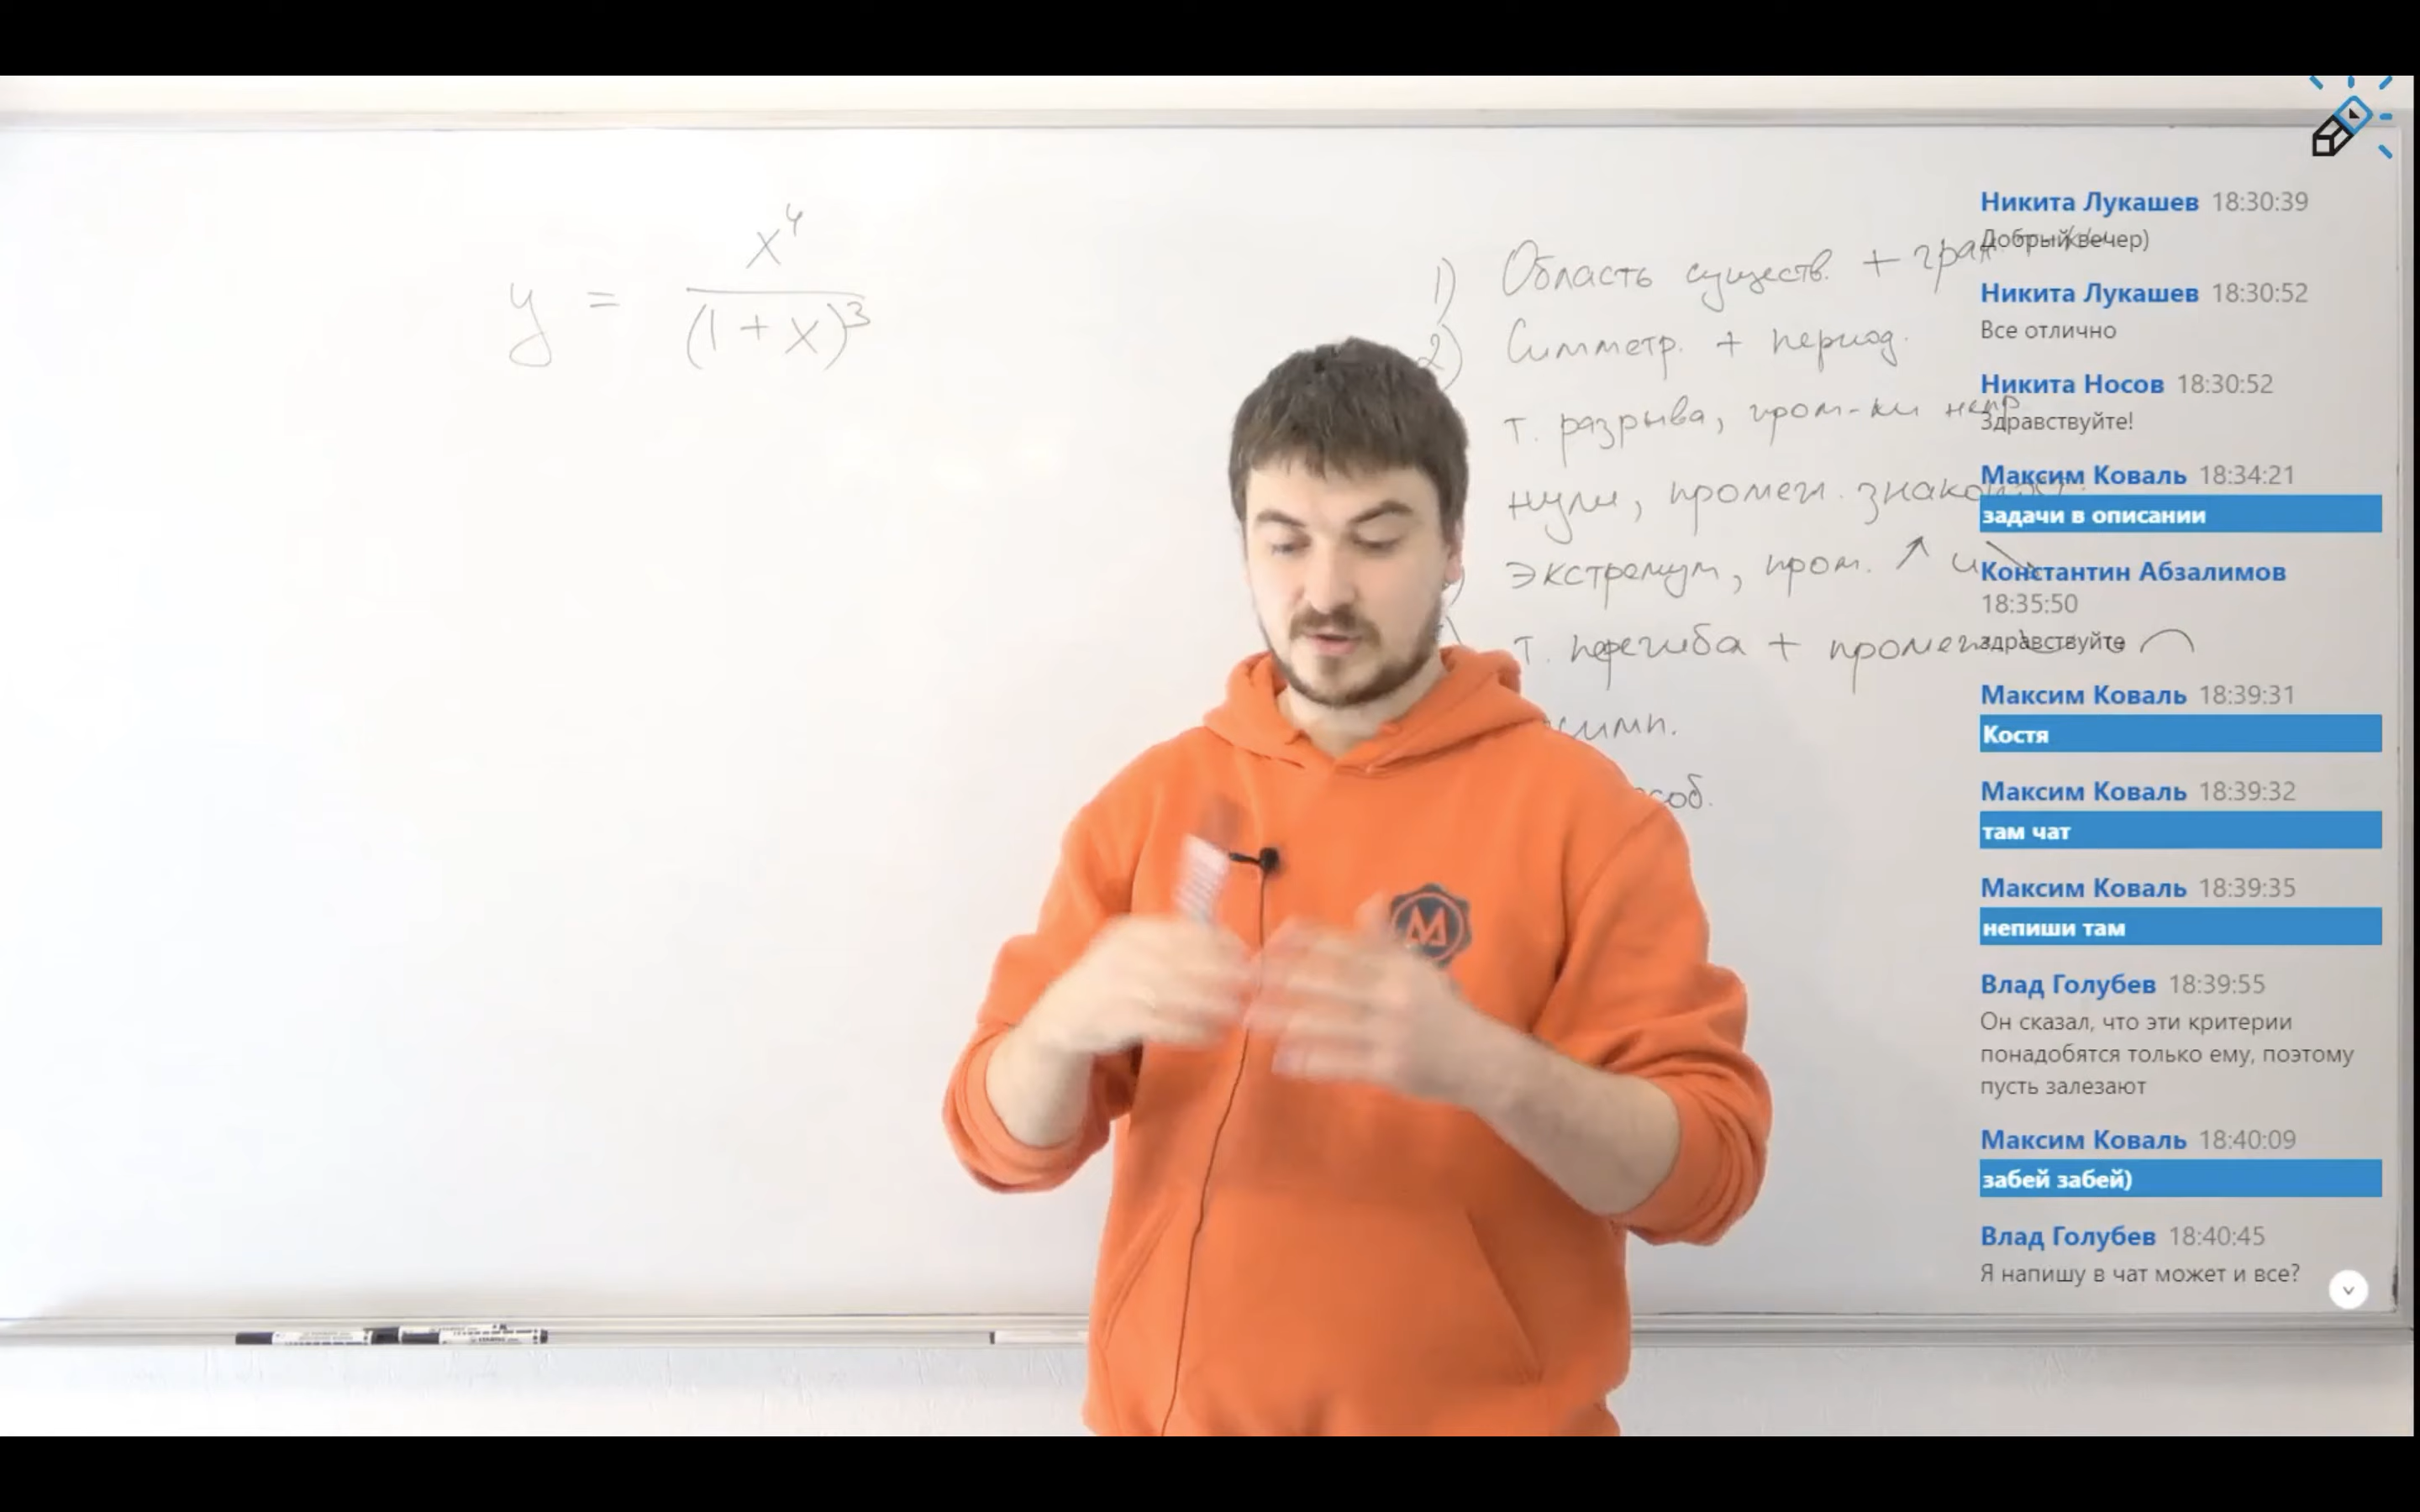 y = x⁴ / (1 + x)³
1) Область существ. +
2) Симметр. + период.
т. разрыва, пром-ки непр.
нули, промеж.
экстремум, пром. ↗ и ↘
т. перегиба + промеж.
M
Никита Лукашев 18:30:39
Добрый вечер)
Никита Лукашев 18:30:52
Все отлично
Никита Носов 18:30:52
Здравствуйте!
Максим Коваль 18:34:21
задачи в описании
Константин Абзалимов
18:35:50
здравствуйте
Максим Коваль 18:39:31
Костя
Максим Коваль 18:39:32
там чат
Максим Коваль 18:39:35
непиши там
Влад Голубев 18:39:55
Он сказал, что эти критерии
понадобятся только ему, поэтому
пусть залезают
Максим Коваль 18:40:09
забей забей)
Влад Голубев 18:40:45
Я напишу в чат может и все?